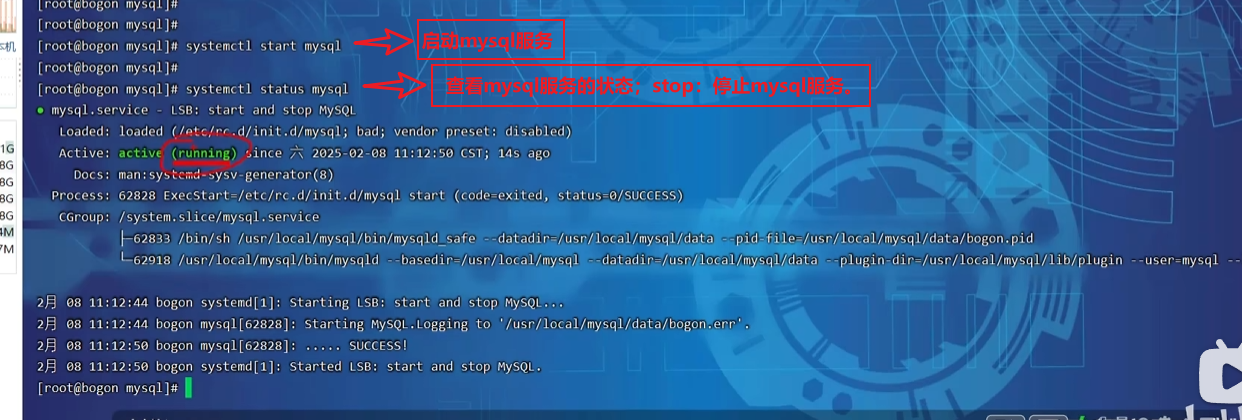 [root@bogon mysql]#
[root@bogon mysql]#
[root@bogon mysql]# systemctl start mysql
启动mysql服务
[root@bogon mysql]#
[root@bogon mysql]# systemctl status mysql
查看mysql服务的状态；stop：停止mysql服务。
● mysql.service - LSB: start and stop MySQL
Loaded: loaded (/etc/rc.d/init.d/mysql; bad; vendor preset: disabled)
Active: active (running) since 六 2025-02-08 11:12:50 CST; 14s ago
Docs: man:systemd-sysv-generator(8)
Process: 62828 ExecStart=/etc/rc.d/init.d/mysql start (code=exited, status=0/SUCCESS)
CGroup: /system.slice/mysql.service
├─62833 /bin/sh /usr/local/mysql/bin/mysqld_safe --datadir=/usr/local/mysql/data --pid-file=/usr/local/mysql/data/bogon.pid
└─62918 /usr/local/mysql/bin/mysqld --basedir=/usr/local/mysql --datadir=/usr/local/mysql/data --plugin-dir=/usr/local/mysql/lib/plugin --user=mysql --
2月 08 11:12:44 bogon systemd[1]: Starting LSB: start and stop MySQL...
2月 08 11:12:44 bogon mysql[62828]: Starting MySQL.Logging to '/usr/local/mysql/data/bogon.err'.
2月 08 11:12:50 bogon mysql[62828]: ..... SUCCESS!
2月 08 11:12:50 bogon systemd[1]: Started LSB: start and stop MySQL.
[root@bogon mysql]#